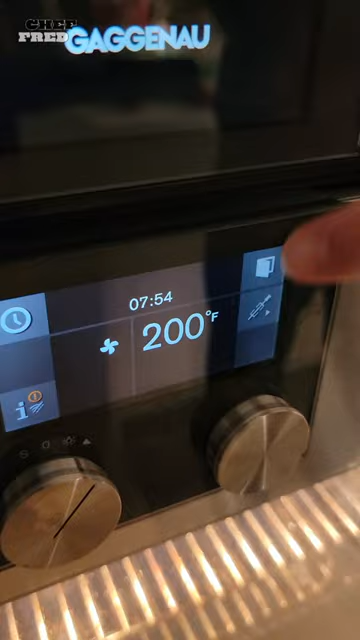 CHEF
FRED
GAGGENAU
07:54
200°F
i
S